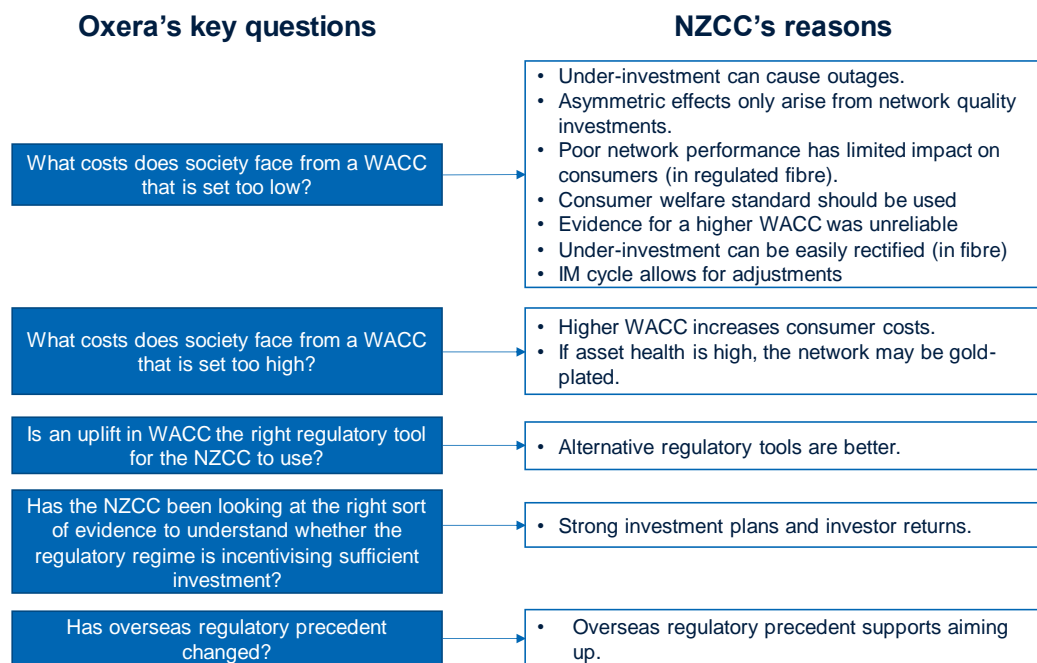 Oxera's key questions
NZCC's reasons
What costs does society face from a WACC
that is set too low?
• Under-investment can cause outages.
• Asymmetric effects only arise from network quality
investments.
• Poor network performance has limited impact on
consumers (in regulated fibre).
• Consumer welfare standard should be used
• Evidence for a higher WACC was unreliable
• Under-investment can be easily rectified (in fibre)
• IM cycle allows for adjustments
What costs does society face from a WACC
that is set too high?
• Higher WACC increases consumer costs.
• If asset health is high, the network may be gold-
plated.
Is an uplift in WACC the right regulatory tool
for the NZCC to use?
• Alternative regulatory tools are better.
Has the NZCC been looking at the right sort
of evidence to understand whether the
regulatory regime is incentivising sufficient
investment?
• Strong investment plans and investor returns.
Has overseas regulatory precedent
changed?
• Overseas regulatory precedent supports aiming
up.